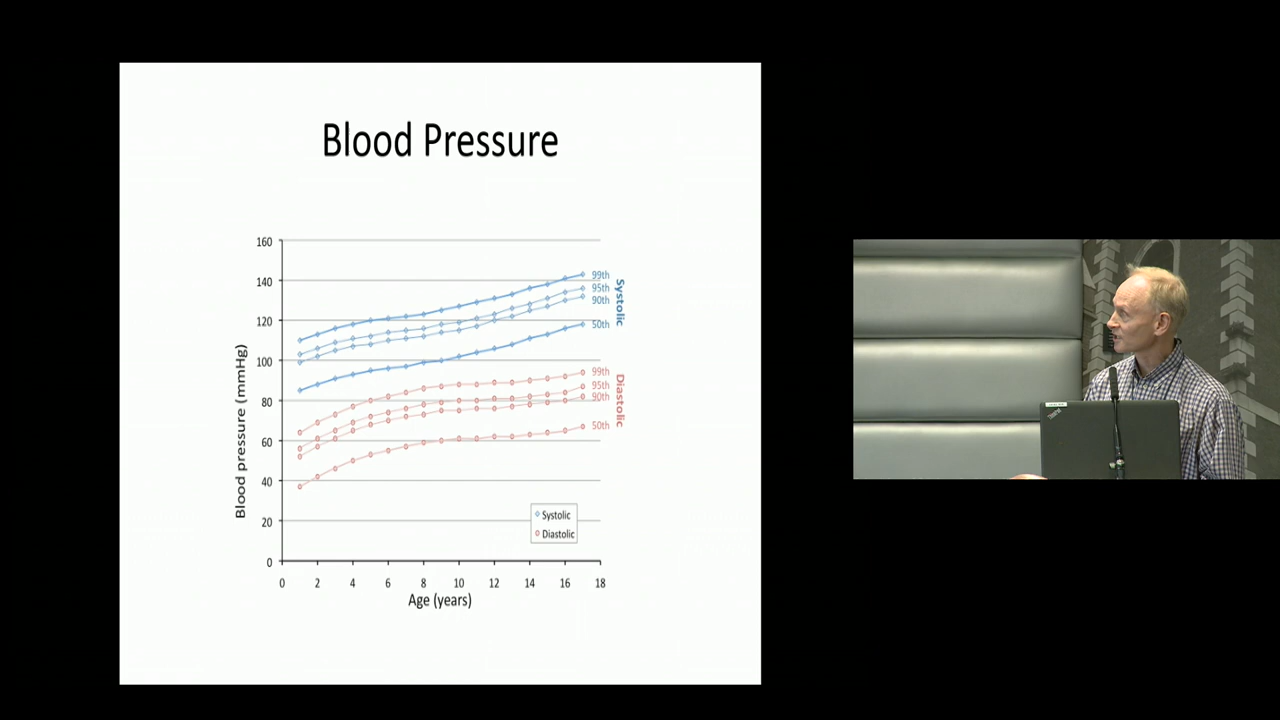 Blood Pressure
160
140
120
100
80
60
40
20
0
Blood pressure (mmHg)
0 2 4 6 8 10 12 14 16 18
Age (years)
99th
95th
90th
50th
Systolic
99th
95th
90th
50th
Diastolic
Systolic
Diastolic